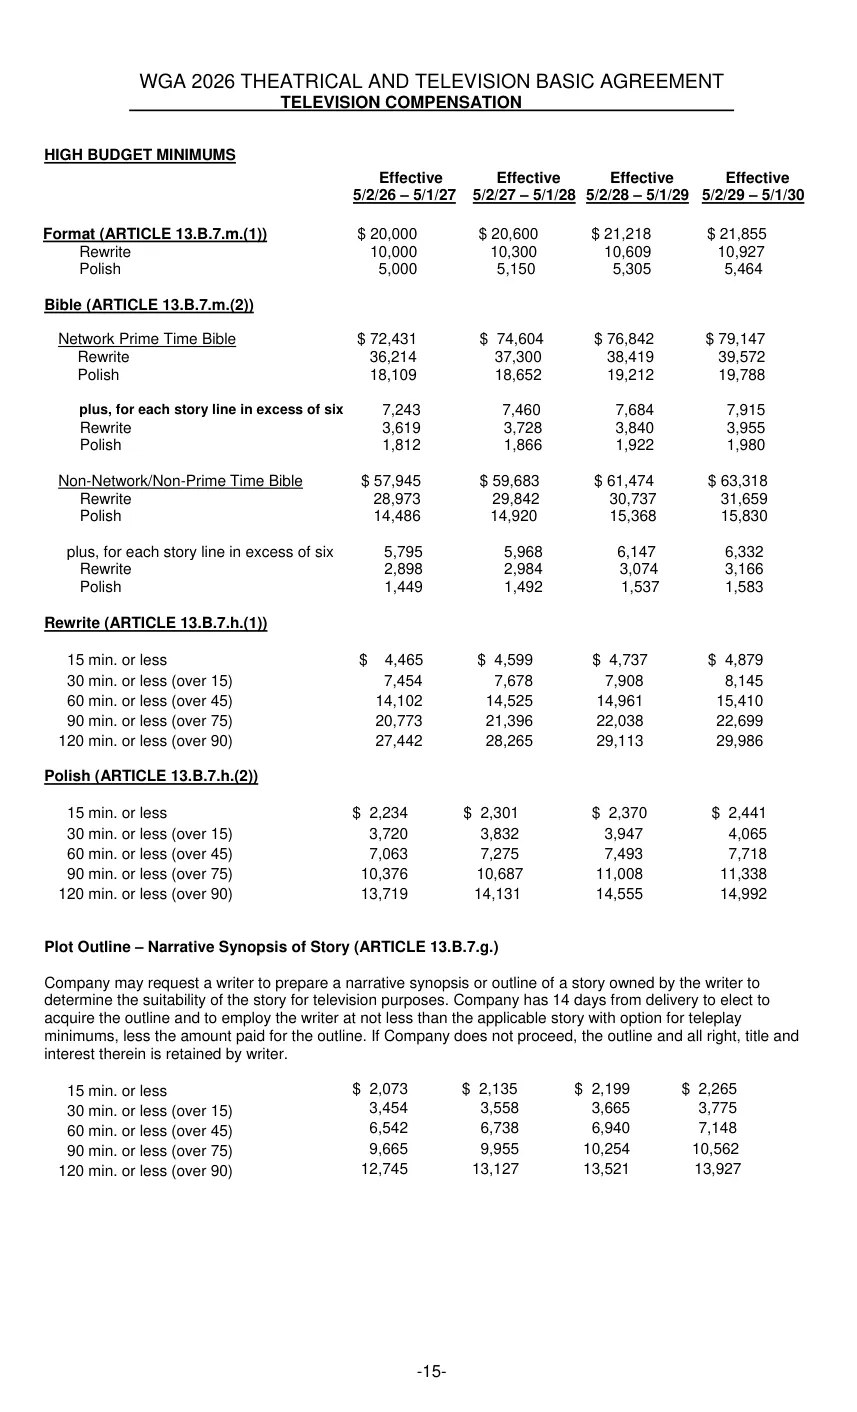 WGA 2026 THEATRICAL AND TELEVISION BASIC AGREEMENT
TELEVISION COMPENSATION
HIGH BUDGET MINIMUMS
Effective Effective Effective Effective
5/2/26 – 5/1/27 5/2/27 – 5/1/28 5/2/28 – 5/1/29 5/2/29 – 5/1/30
Format (ARTICLE 13.B.7.m.(1)) $ 20,000 $ 20,600 $ 21,218 $ 21,855
Rewrite 10,000 10,300 10,609 10,927
Polish 5,000 5,150 5,305 5,464
Bible (ARTICLE 13.B.7.m.(2))
Network Prime Time Bible $ 72,431 $ 74,604 $ 76,842 $ 79,147
Rewrite 36,214 37,300 38,419 39,572
Polish 18,109 18,652 19,212 19,788
plus, for each story line in excess of six 7,243 7,460 7,684 7,915
Rewrite 3,619 3,728 3,840 3,955
Polish 1,812 1,866 1,922 1,980
Non-Network/Non-Prime Time Bible $ 57,945 $ 59,683 $ 61,474 $ 63,318
Rewrite 28,973 29,842 30,737 31,659
Polish 14,486 14,920 15,368 15,830
plus, for each story line in excess of six 5,795 5,968 6,147 6,332
Rewrite 2,898 2,984 3,074 3,166
Polish 1,449 1,492 1,537 1,583
Rewrite (ARTICLE 13.B.7.h.(1))
15 min. or less $ 4,465 $ 4,599 $ 4,737 $ 4,879
30 min. or less (over 15) 7,454 7,678 7,908 8,145
60 min. or less (over 45) 14,102 14,525 14,961 15,410
90 min. or less (over 75) 20,773 21,396 22,038 22,699
120 min. or less (over 90) 27,442 28,265 29,113 29,986
Polish (ARTICLE 13.B.7.h.(2))
15 min. or less $ 2,234 $ 2,301 $ 2,370 $ 2,441
30 min. or less (over 15) 3,720 3,832 3,947 4,065
60 min. or less (over 45) 7,063 7,275 7,493 7,718
90 min. or less (over 75) 10,376 10,687 11,008 11,338
120 min. or less (over 90) 13,719 14,131 14,555 14,992
Plot Outline – Narrative Synopsis of Story (ARTICLE 13.B.7.g.)
Company may request a writer to prepare a narrative synopsis or outline of a story owned by the writer to
determine the suitability of the story for television purposes. Company has 14 days from delivery to elect to
acquire the outline and to employ the writer at not less than the applicable story with option for teleplay
minimums, less the amount paid for the outline. If Company does not proceed, the outline and all right, title and
interest therein is retained by writer.
15 min. or less $ 2,073 $ 2,135 $ 2,199 $ 2,265
30 min. or less (over 15) 3,454 3,558 3,665 3,775
60 min. or less (over 45) 6,542 6,738 6,940 7,148
90 min. or less (over 75) 9,665 9,955 10,254 10,562
120 min. or less (over 90) 12,745 13,127 13,521 13,927
-15-